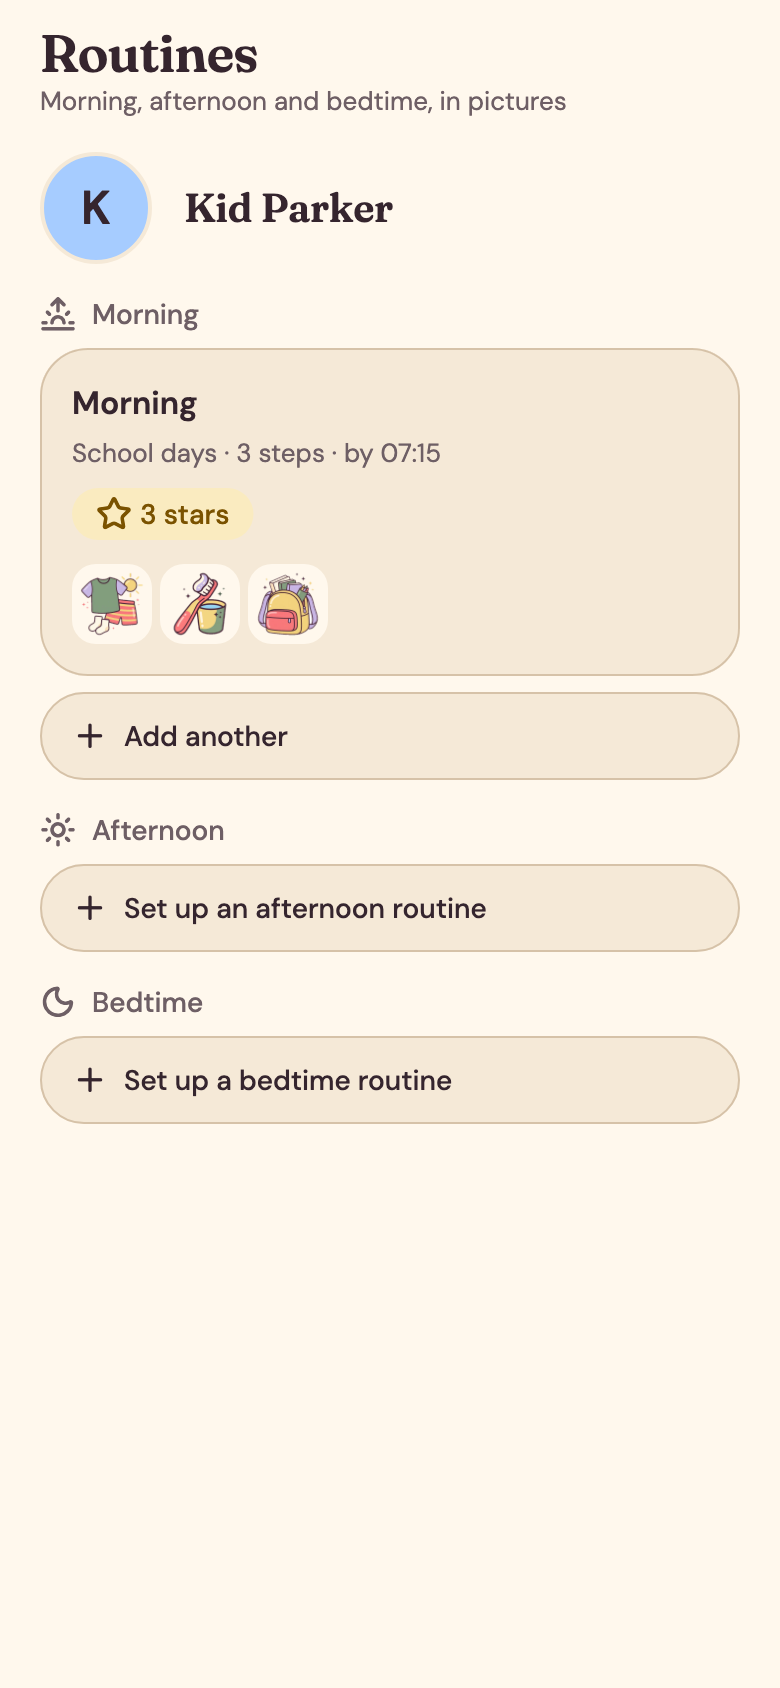 Routines
Morning, afternoon and bedtime, in pictures
K
Kid Parker
Morning
Morning
School days · 3 steps · by 07:15
3 stars
Add another
Afternoon
Set up an afternoon routine
Bedtime
Set up a bedtime routine